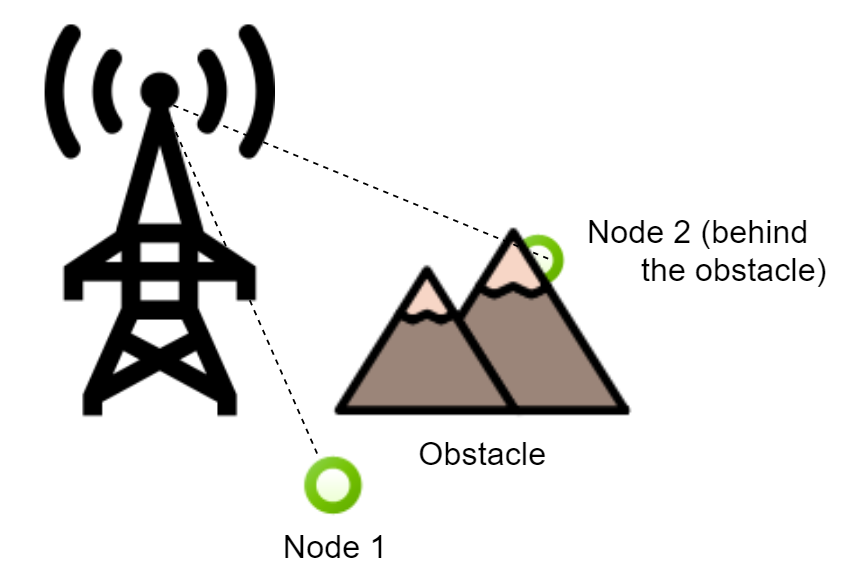 Node 2 (behind
the obstacle)
Obstacle
Node 1